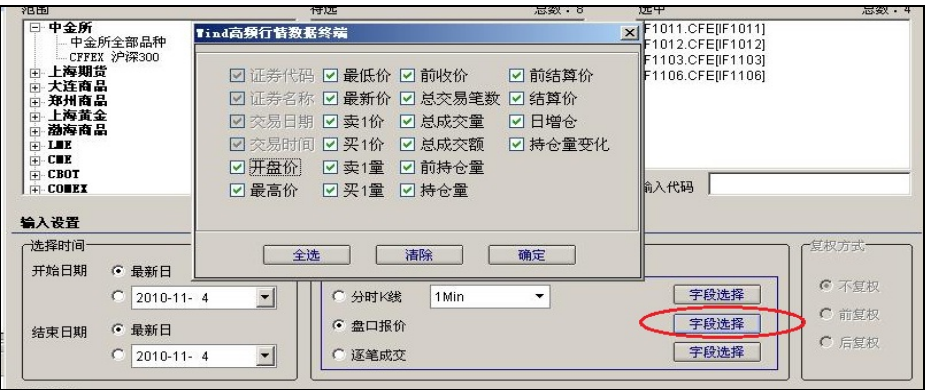 范围
待选
总数：8
选中
总数：4
中金所
中金所全部品种
CFFEX 沪深300
上海期货
大连商品
郑州商品
上海黄金
渤海商品
LME
CME
CBOT
COMEX
F1011.CFE[IF1011]
F1012.CFE[IF1012]
F1103.CFE[IF1103]
F1106.CFE[IF1106]
Wind高频行情数据终端
证券代码 最低价 前收价 前结算价
证券名称 最新价 总交易笔数 结算价
交易日期 卖1价 总成交量 日增仓
交易时间 买1价 总成交额 持仓量变化
开盘价 卖1量 前持仓量
最高价 买1量 持仓量
全选 清除 确定
输入代码
输入设置
选择时间
开始日期 最新日
2010-11- 4
结束日期 最新日
2010-11- 4
分时K线 1Min 字段选择
盘口报价 字段选择
逐笔成交 字段选择
复权方式
不复权
前复权
后复权